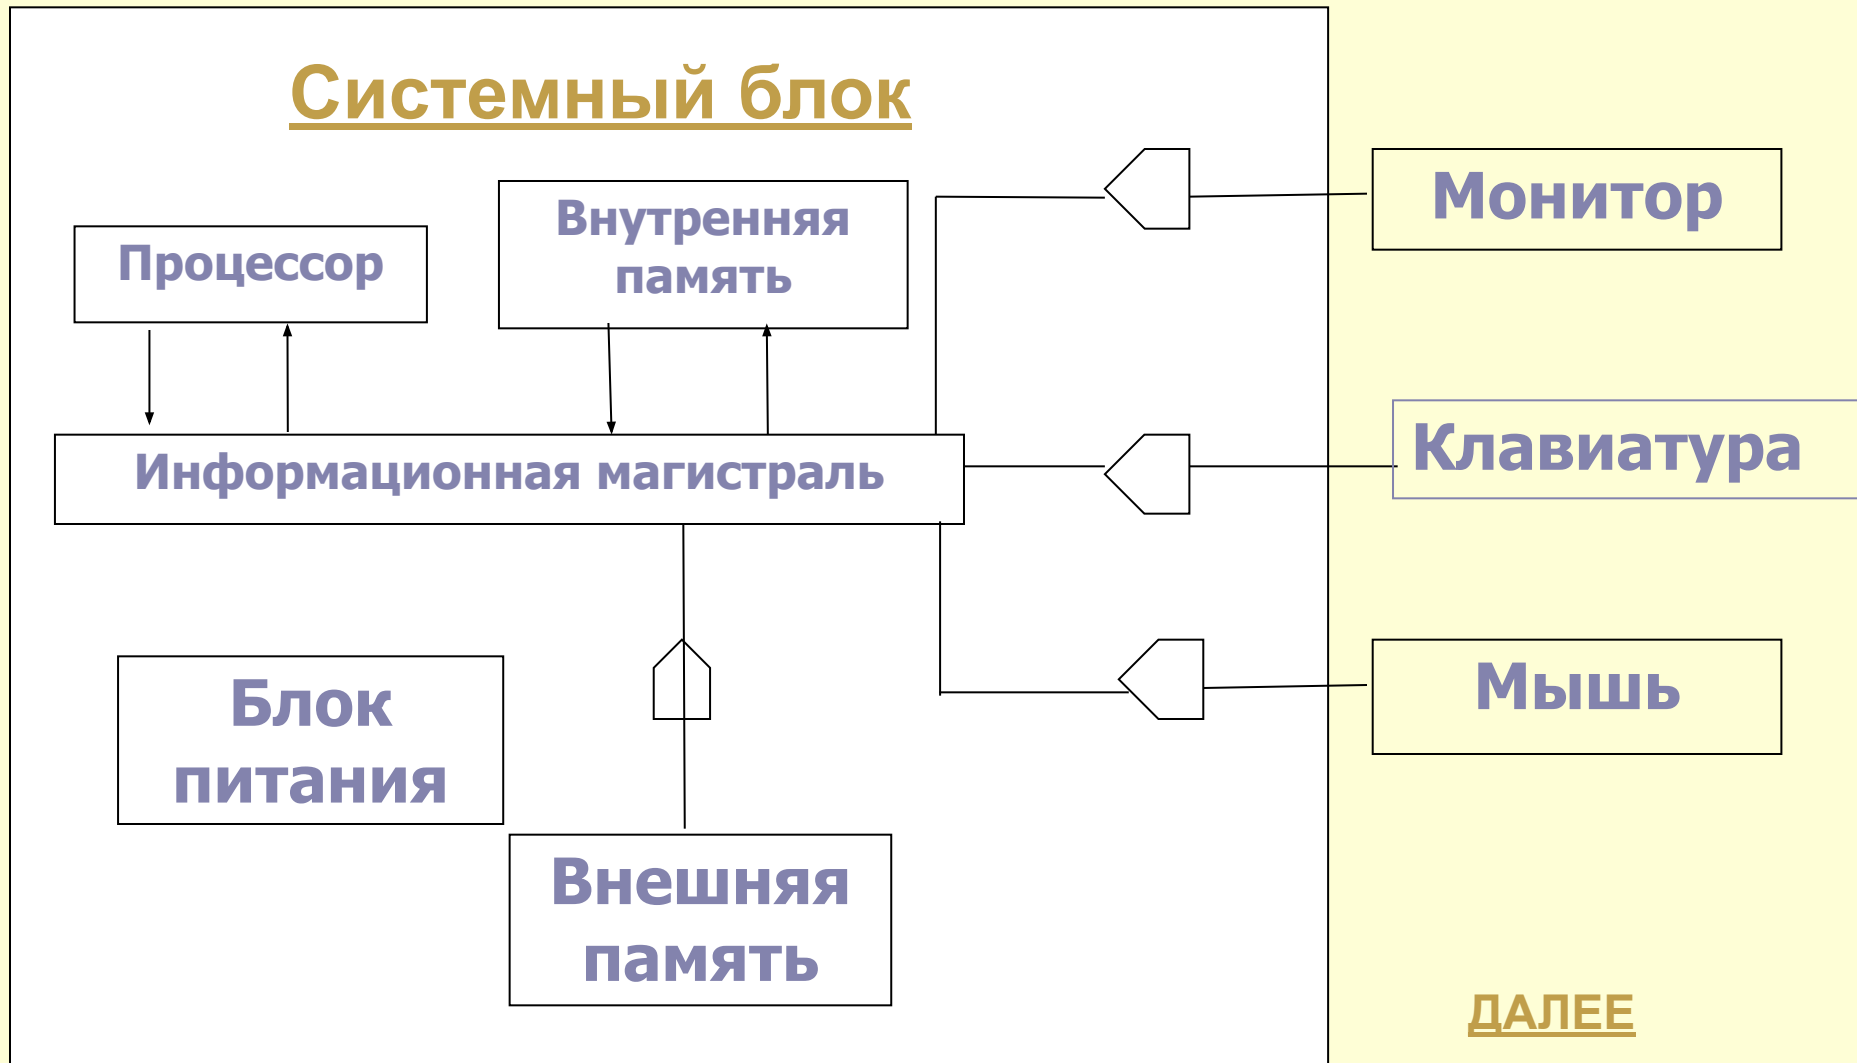 Системный блок
Процессор
Внутренняя
память
Информационная магистраль
Блок
питания
Внешняя
память
Монитор
Клавиатура
Мышь
ДАЛЕЕ